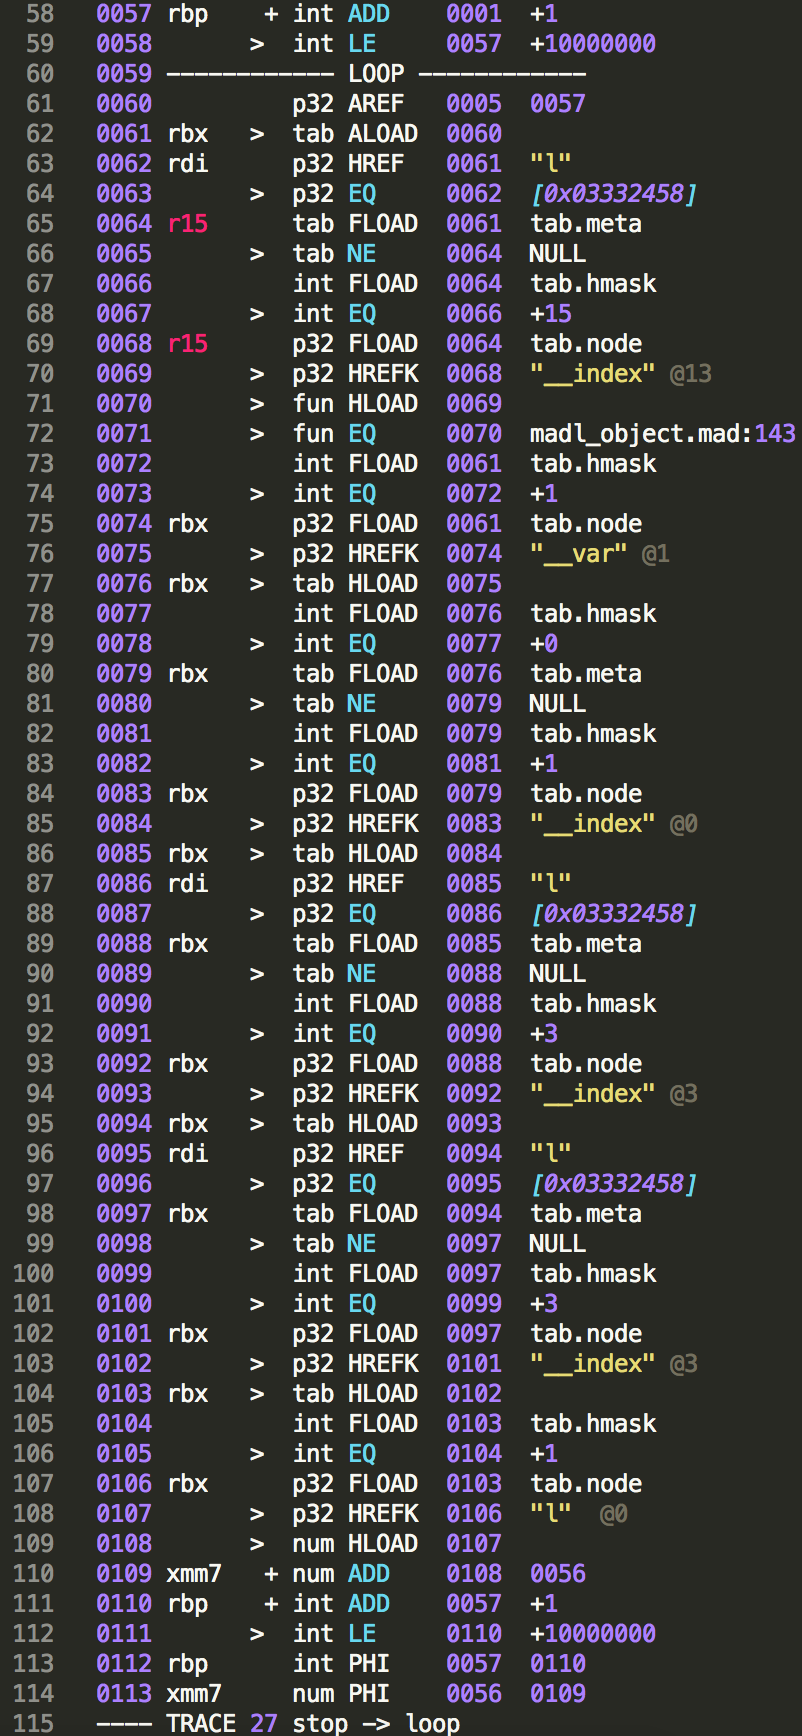 58 0057 rbp + int ADD 0001 +1
59 0058 > int LE 0057 +10000000
60 0059 ------------ LOOP ------------
61 0060 p32 AREF 0005 0057
62 0061 rbx > tab ALOAD 0060
63 0062 rdi p32 HREF 0061 "l"
64 0063 > p32 EQ 0062 [0x03332458]
65 0064 r15 tab FLOAD 0061 tab.meta
66 0065 > tab NE 0064 NULL
67 0066 int FLOAD 0064 tab.hmask
68 0067 > int EQ 0066 +15
69 0068 r15 p32 FLOAD 0064 tab.node
70 0069 > p32 HREFK 0068 "__index" @13
71 0070 > fun HLOAD 0069
72 0071 > fun EQ 0070 madl_object.mad:143
73 0072 int FLOAD 0061 tab.hmask
74 0073 > int EQ 0072 +1
75 0074 rbx p32 FLOAD 0061 tab.node
76 0075 > p32 HREFK 0074 "__var" @1
77 0076 rbx > tab HLOAD 0075
78 0077 int FLOAD 0076 tab.hmask
79 0078 > int EQ 0077 +0
80 0079 rbx tab FLOAD 0076 tab.meta
81 0080 > tab NE 0079 NULL
82 0081 int FLOAD 0079 tab.hmask
83 0082 > int EQ 0081 +1
84 0083 rbx p32 FLOAD 0079 tab.node
85 0084 > p32 HREFK 0083 "__index" @0
86 0085 rbx > tab HLOAD 0084
87 0086 rdi p32 HREF 0085 "l"
88 0087 > p32 EQ 0086 [0x03332458]
89 0088 rbx tab FLOAD 0085 tab.meta
90 0089 > tab NE 0088 NULL
91 0090 int FLOAD 0088 tab.hmask
92 0091 > int EQ 0090 +3
93 0092 rbx p32 FLOAD 0088 tab.node
94 0093 > p32 HREFK 0092 "__index" @3
95 0094 rbx > tab HLOAD 0093
96 0095 rdi p32 HREF 0094 "l"
97 0096 > p32 EQ 0095 [0x03332458]
98 0097 rbx tab FLOAD 0094 tab.meta
99 0098 > tab NE 0097 NULL
100 0099 int FLOAD 0097 tab.hmask
101 0100 > int EQ 0099 +3
102 0101 rbx p32 FLOAD 0097 tab.node
103 0102 > p32 HREFK 0101 "__index" @3
104 0103 rbx > tab HLOAD 0102
105 0104 int FLOAD 0103 tab.hmask
106 0105 > int EQ 0104 +1
107 0106 rbx p32 FLOAD 0103 tab.node
108 0107 > p32 HREFK 0106 "l" @0
109 0108 > num HLOAD 0107
110 0109 xmm7 + num ADD 0108 0056
111 0110 rbp + int ADD 0057 +1
112 0111 > int LE 0110 +10000000
113 0112 rbp int PHI 0057 0110
114 0113 xmm7 num PHI 0056 0109
115 ---- TRACE 27 stop -> loop